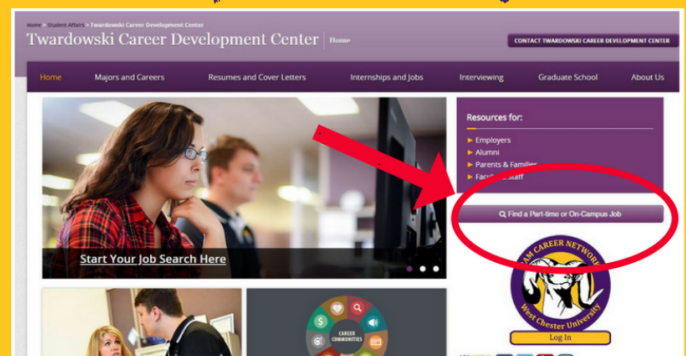 Home > Student Affairs > Twardowski Career Development Center
Twardowski Career Development Center | Home
CONTACT TWARDOWSKI CAREER DEVELOPMENT CENTER
Home Majors and Careers Resumes and Cover Letters Internships and Jobs Interviewing Graduate School About Us
Resources for:
Employers
Alumni
Parents & Families
Faculty & Staff
Find a Part-time or On-Campus Job
Start Your Job Search Here
CAREER NETWORK
West Chester University
Log In
CAREER
COMMUNITIES